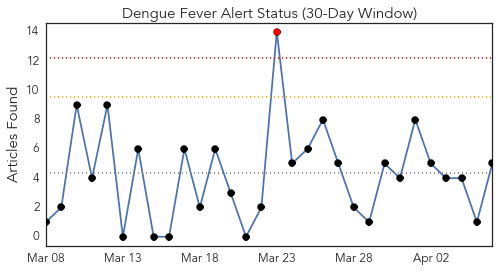 Dengue Fever Alert Status (30-Day Window)
Articles Found
14
12
10
8
6
4
2
0
Mar 08 Mar 13 Mar 18 Mar 23 Mar 28 Apr 02